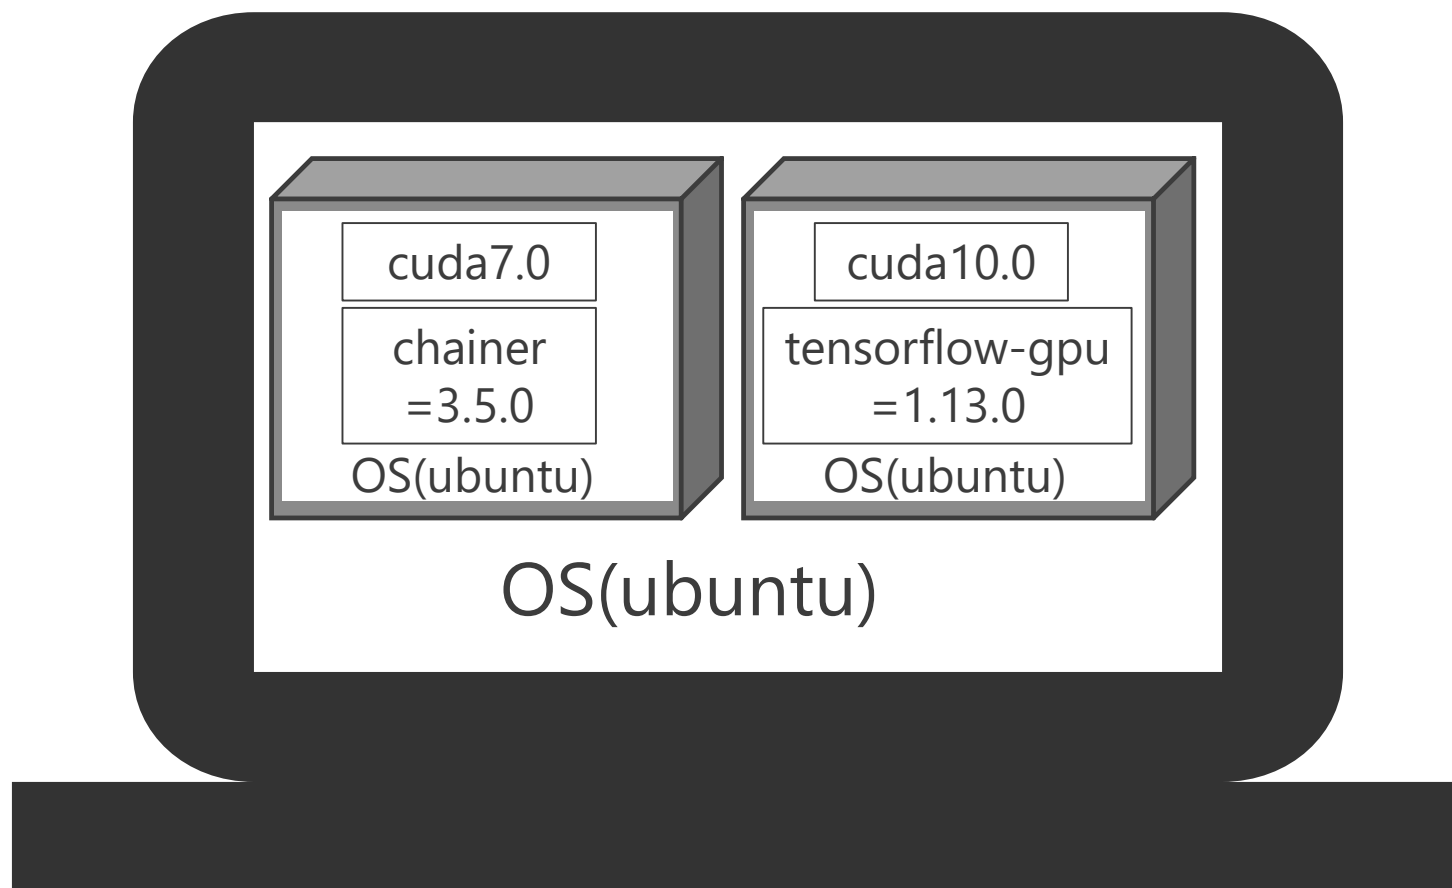 cuda7.0
chainer
=3.5.0
OS(ubuntu)
cuda10.0
tensorflow-gpu
=1.13.0
OS(ubuntu)
OS(ubuntu)